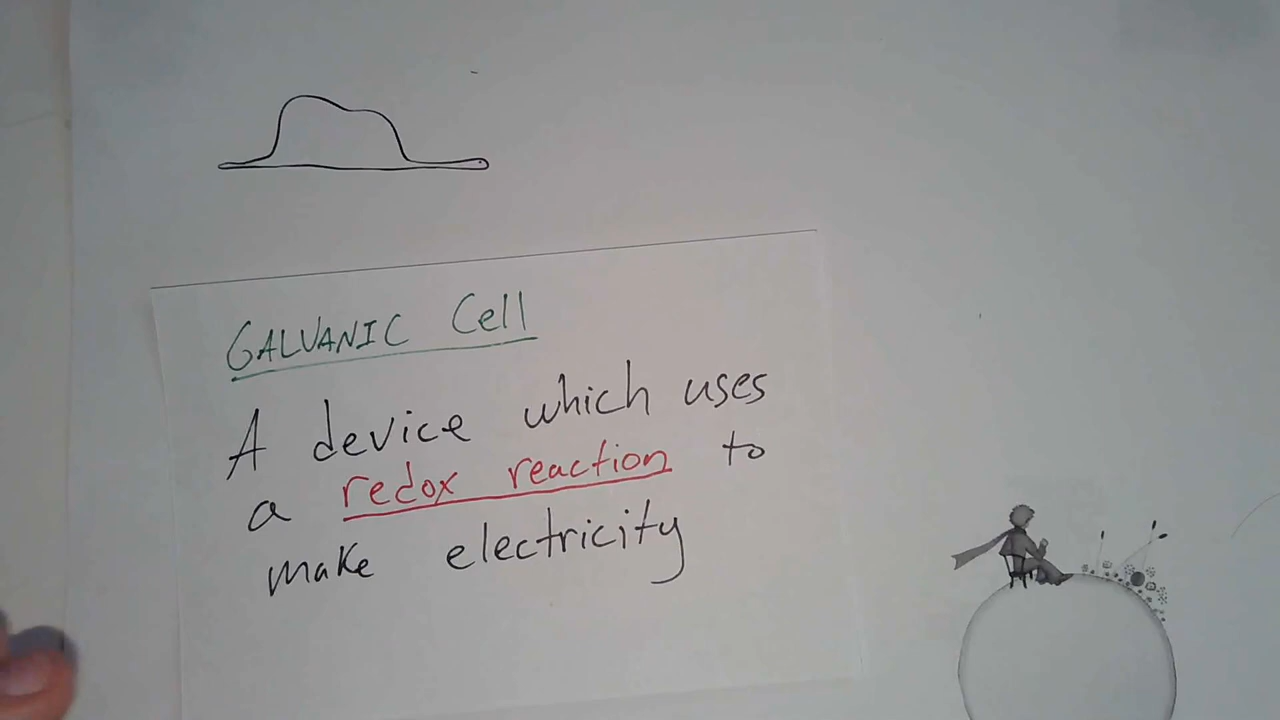 GALVANIC Cell
A device which uses
a redox reaction to
make electricity